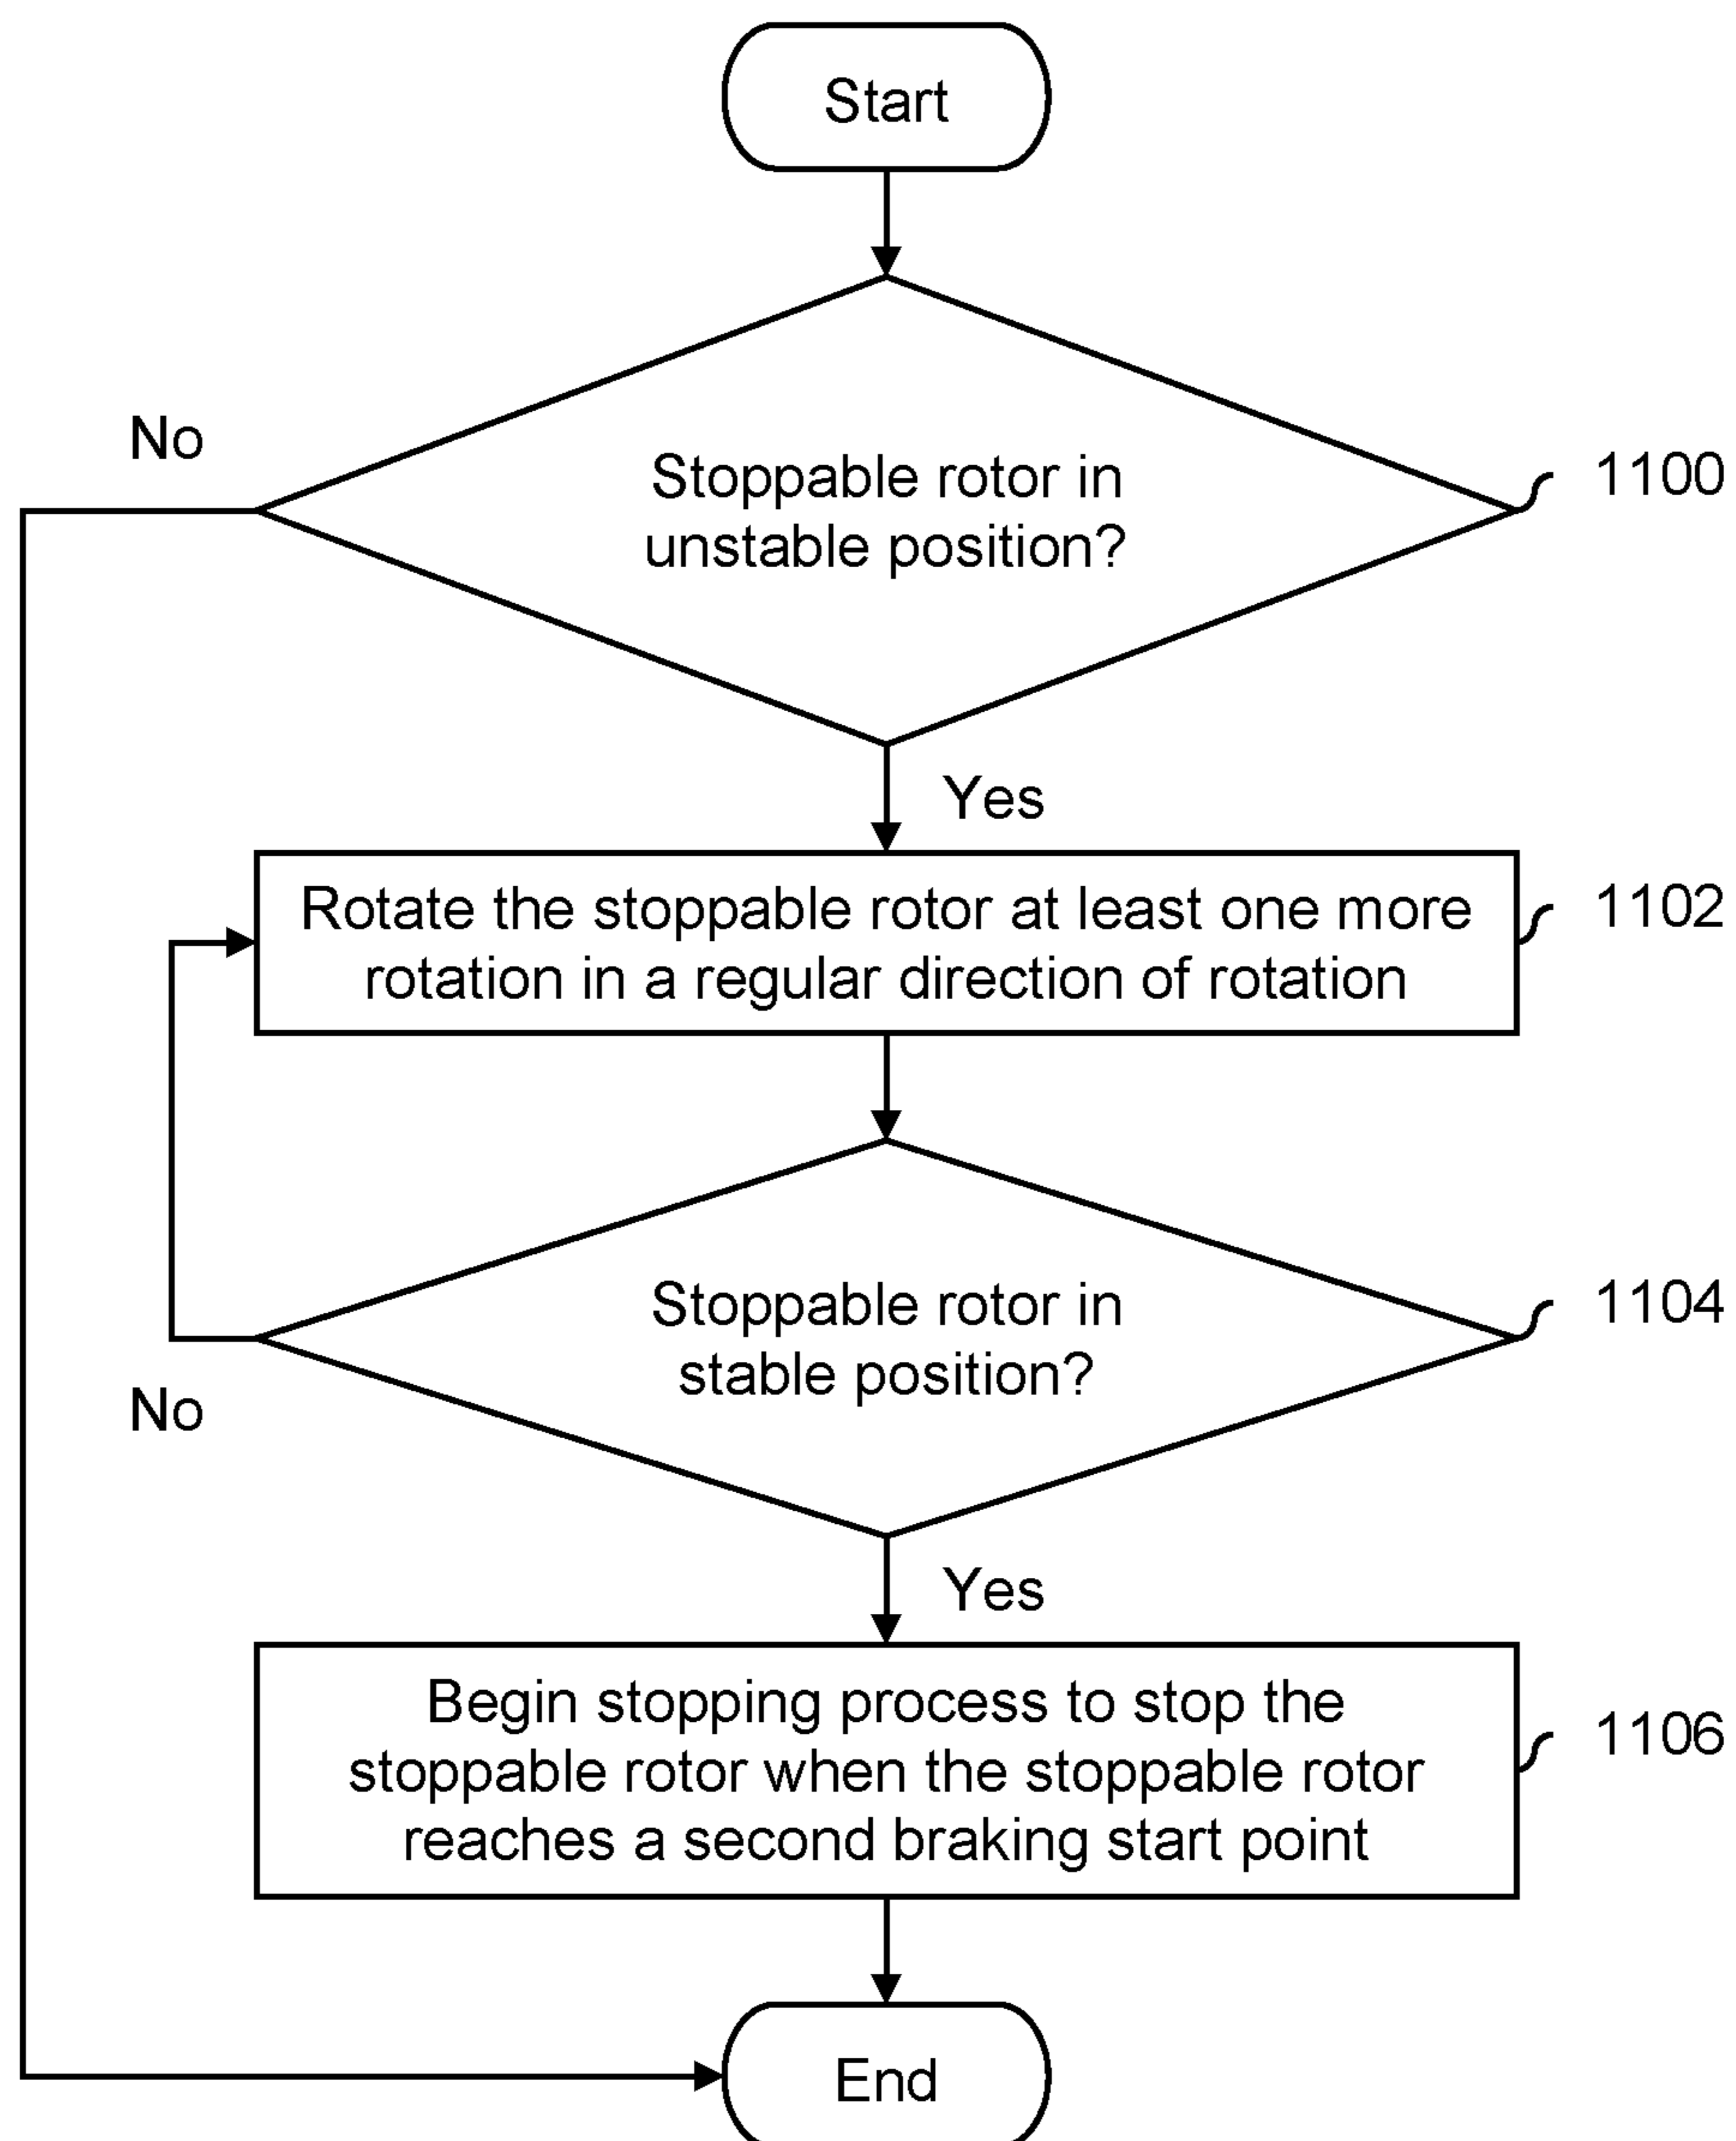 Start
No
Stoppable rotor in
unstable position?
1100
Yes
Rotate the stoppable rotor at least one more
rotation in a regular direction of rotation
1102
Stoppable rotor in
stable position?
1104
No
Yes
Begin stopping process to stop the
stoppable rotor when the stoppable rotor
reaches a second braking start point
1106
End